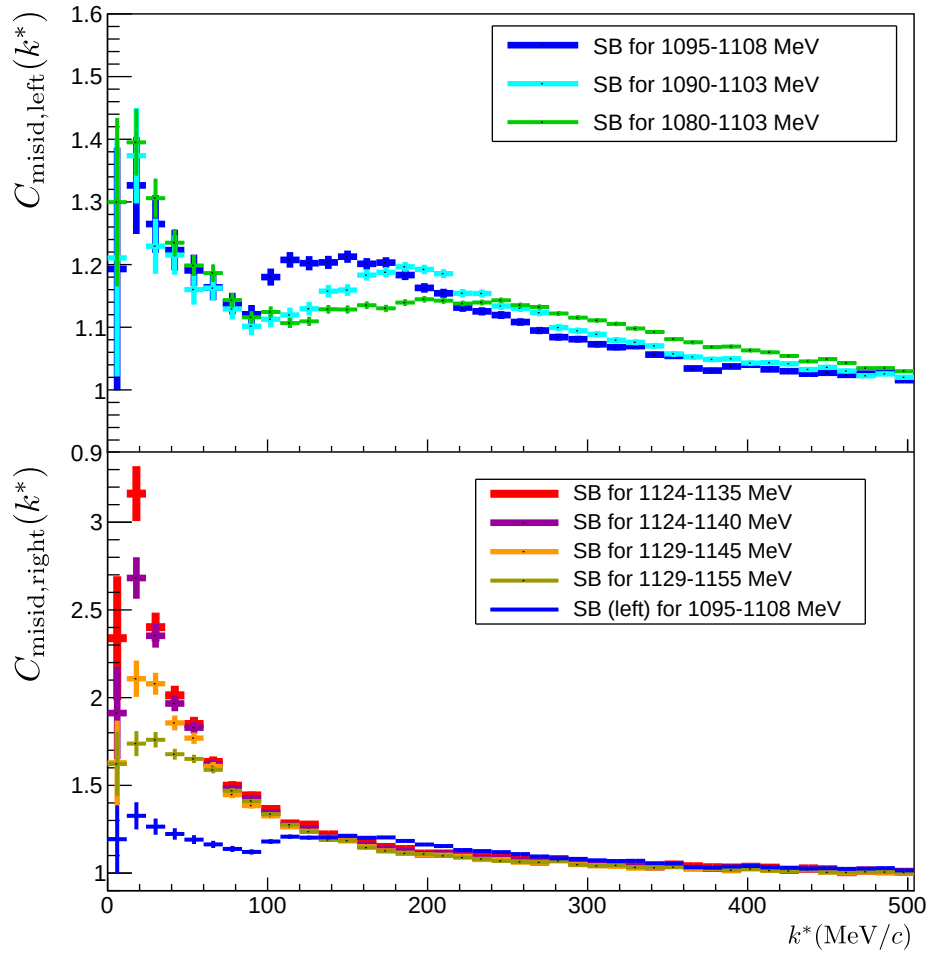 C_misid,left(k*)
1.6
1.5
1.4
1.3
1.2
1.1
1
0.9
SB for 1095-1108 MeV
SB for 1090-1103 MeV
SB for 1080-1103 MeV
C_misid,right(k*)
3
2.5
2
1.5
1
SB for 1124-1135 MeV
SB for 1124-1140 MeV
SB for 1129-1145 MeV
SB for 1129-1155 MeV
SB (left) for 1095-1108 MeV
0 100 200 300 400 500
k*(MeV/c)